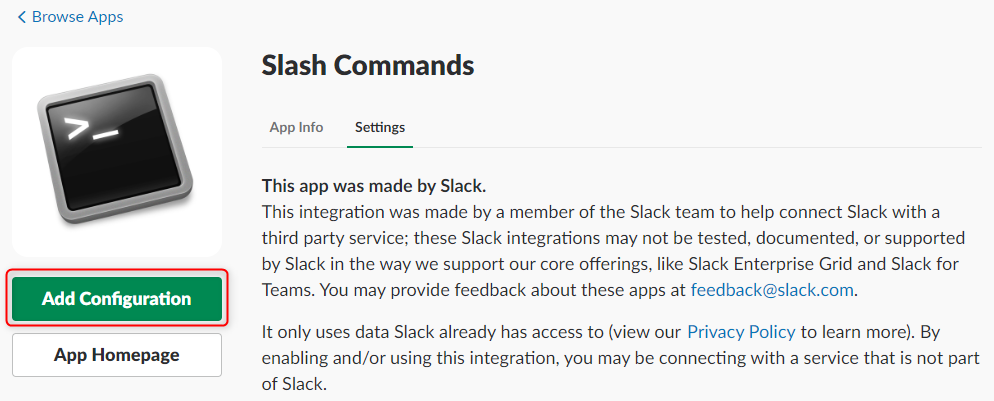 Browse Apps
>_
Slash Commands
App Info
Settings
This app was made by Slack.
This integration was made by a member of the Slack team to help connect Slack with a
third party service; these Slack integrations may not be tested, documented, or supported
by Slack in the way we support our core offerings, like Slack Enterprise Grid and Slack for
Teams. You may provide feedback about these apps at feedback@slack.com.
It only uses data Slack already has access to (view our Privacy Policy to learn more). By
enabling and/or using this integration, you may be connecting with a service that is not part
of Slack.
Add Configuration
App Homepage